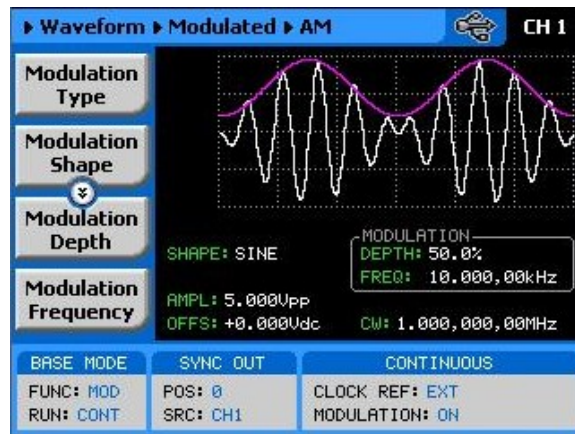 Waveform Modulated AM CH 1
Modulation
Type
Modulation
Shape
Modulation
Depth
Modulation
Frequency
SHAPE: SINE
AMPL: 5.000Vpp
OFFS: +0.000Vdc
MODULATION
DEPTH: 50.0%
FREQ: 10.000,00kHz
CW: 1.000,000,00MHz
BASE MODE
FUNC: MOD
RUN: CONT
SYNC OUT
POS: 0
SRC: CH1
CONTINUOUS
CLOCK REF: EXT
MODULATION: ON